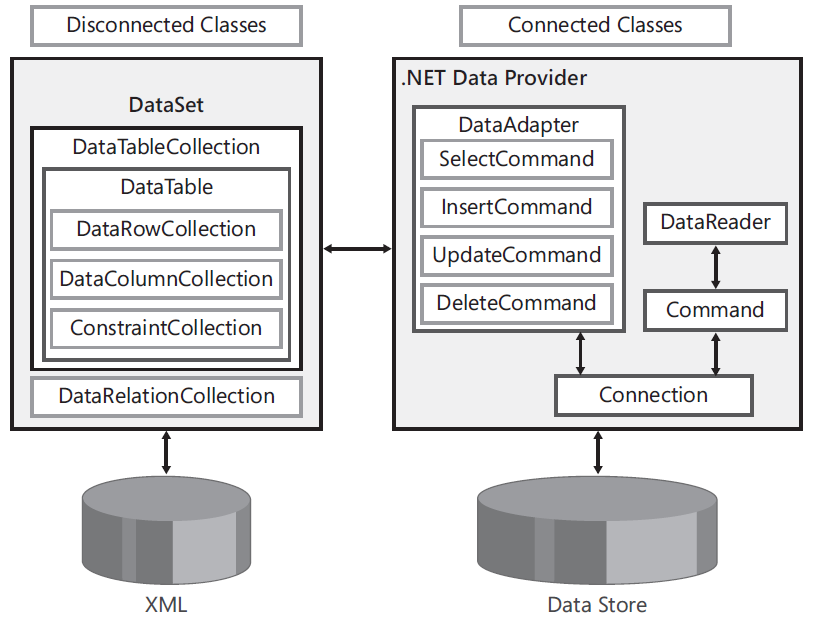 Disconnected Classes
Connected Classes
DataSet
DataTableCollection
DataTable
DataRowCollection
DataColumnCollection
ConstraintCollection
DataRelationCollection
.NET Data Provider
DataAdapter
SelectCommand
InsertCommand
UpdateCommand
DeleteCommand
DataReader
Command
Connection
XML
Data Store